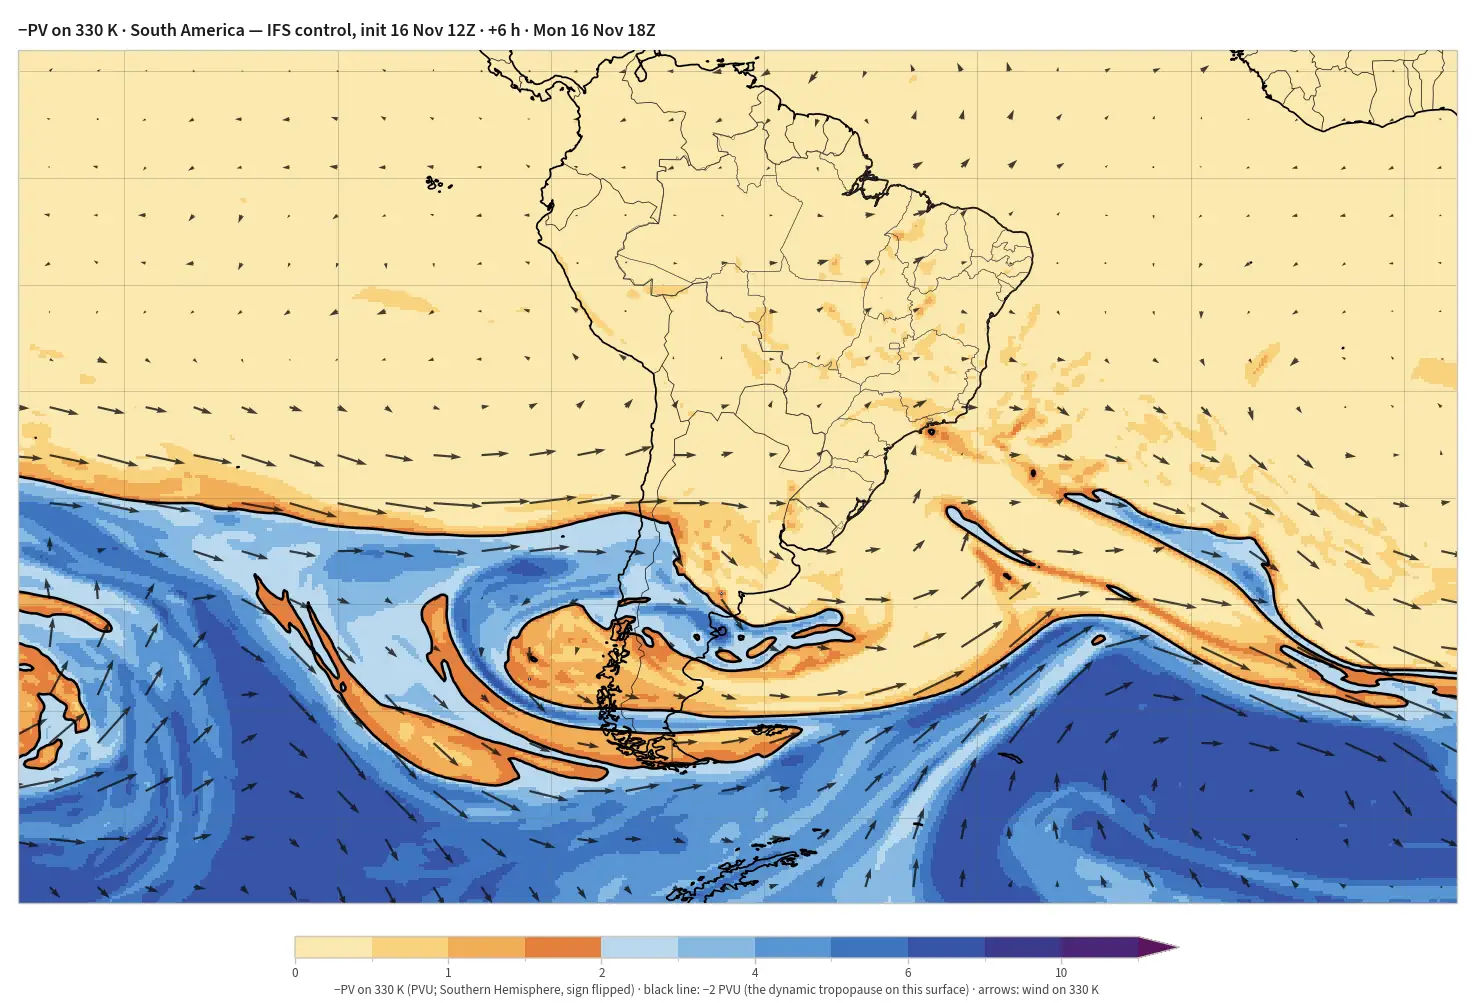 −PV on 330 K · South America — IFS control, init 16 Nov 12Z · +6 h · Mon 16 Nov 18Z
0 1 2 4 6 10
−PV on 330 K (PVU; Southern Hemisphere, sign flipped) · black line: −2 PVU (the dynamic tropopause on this surface) · arrows: wind on 330 K